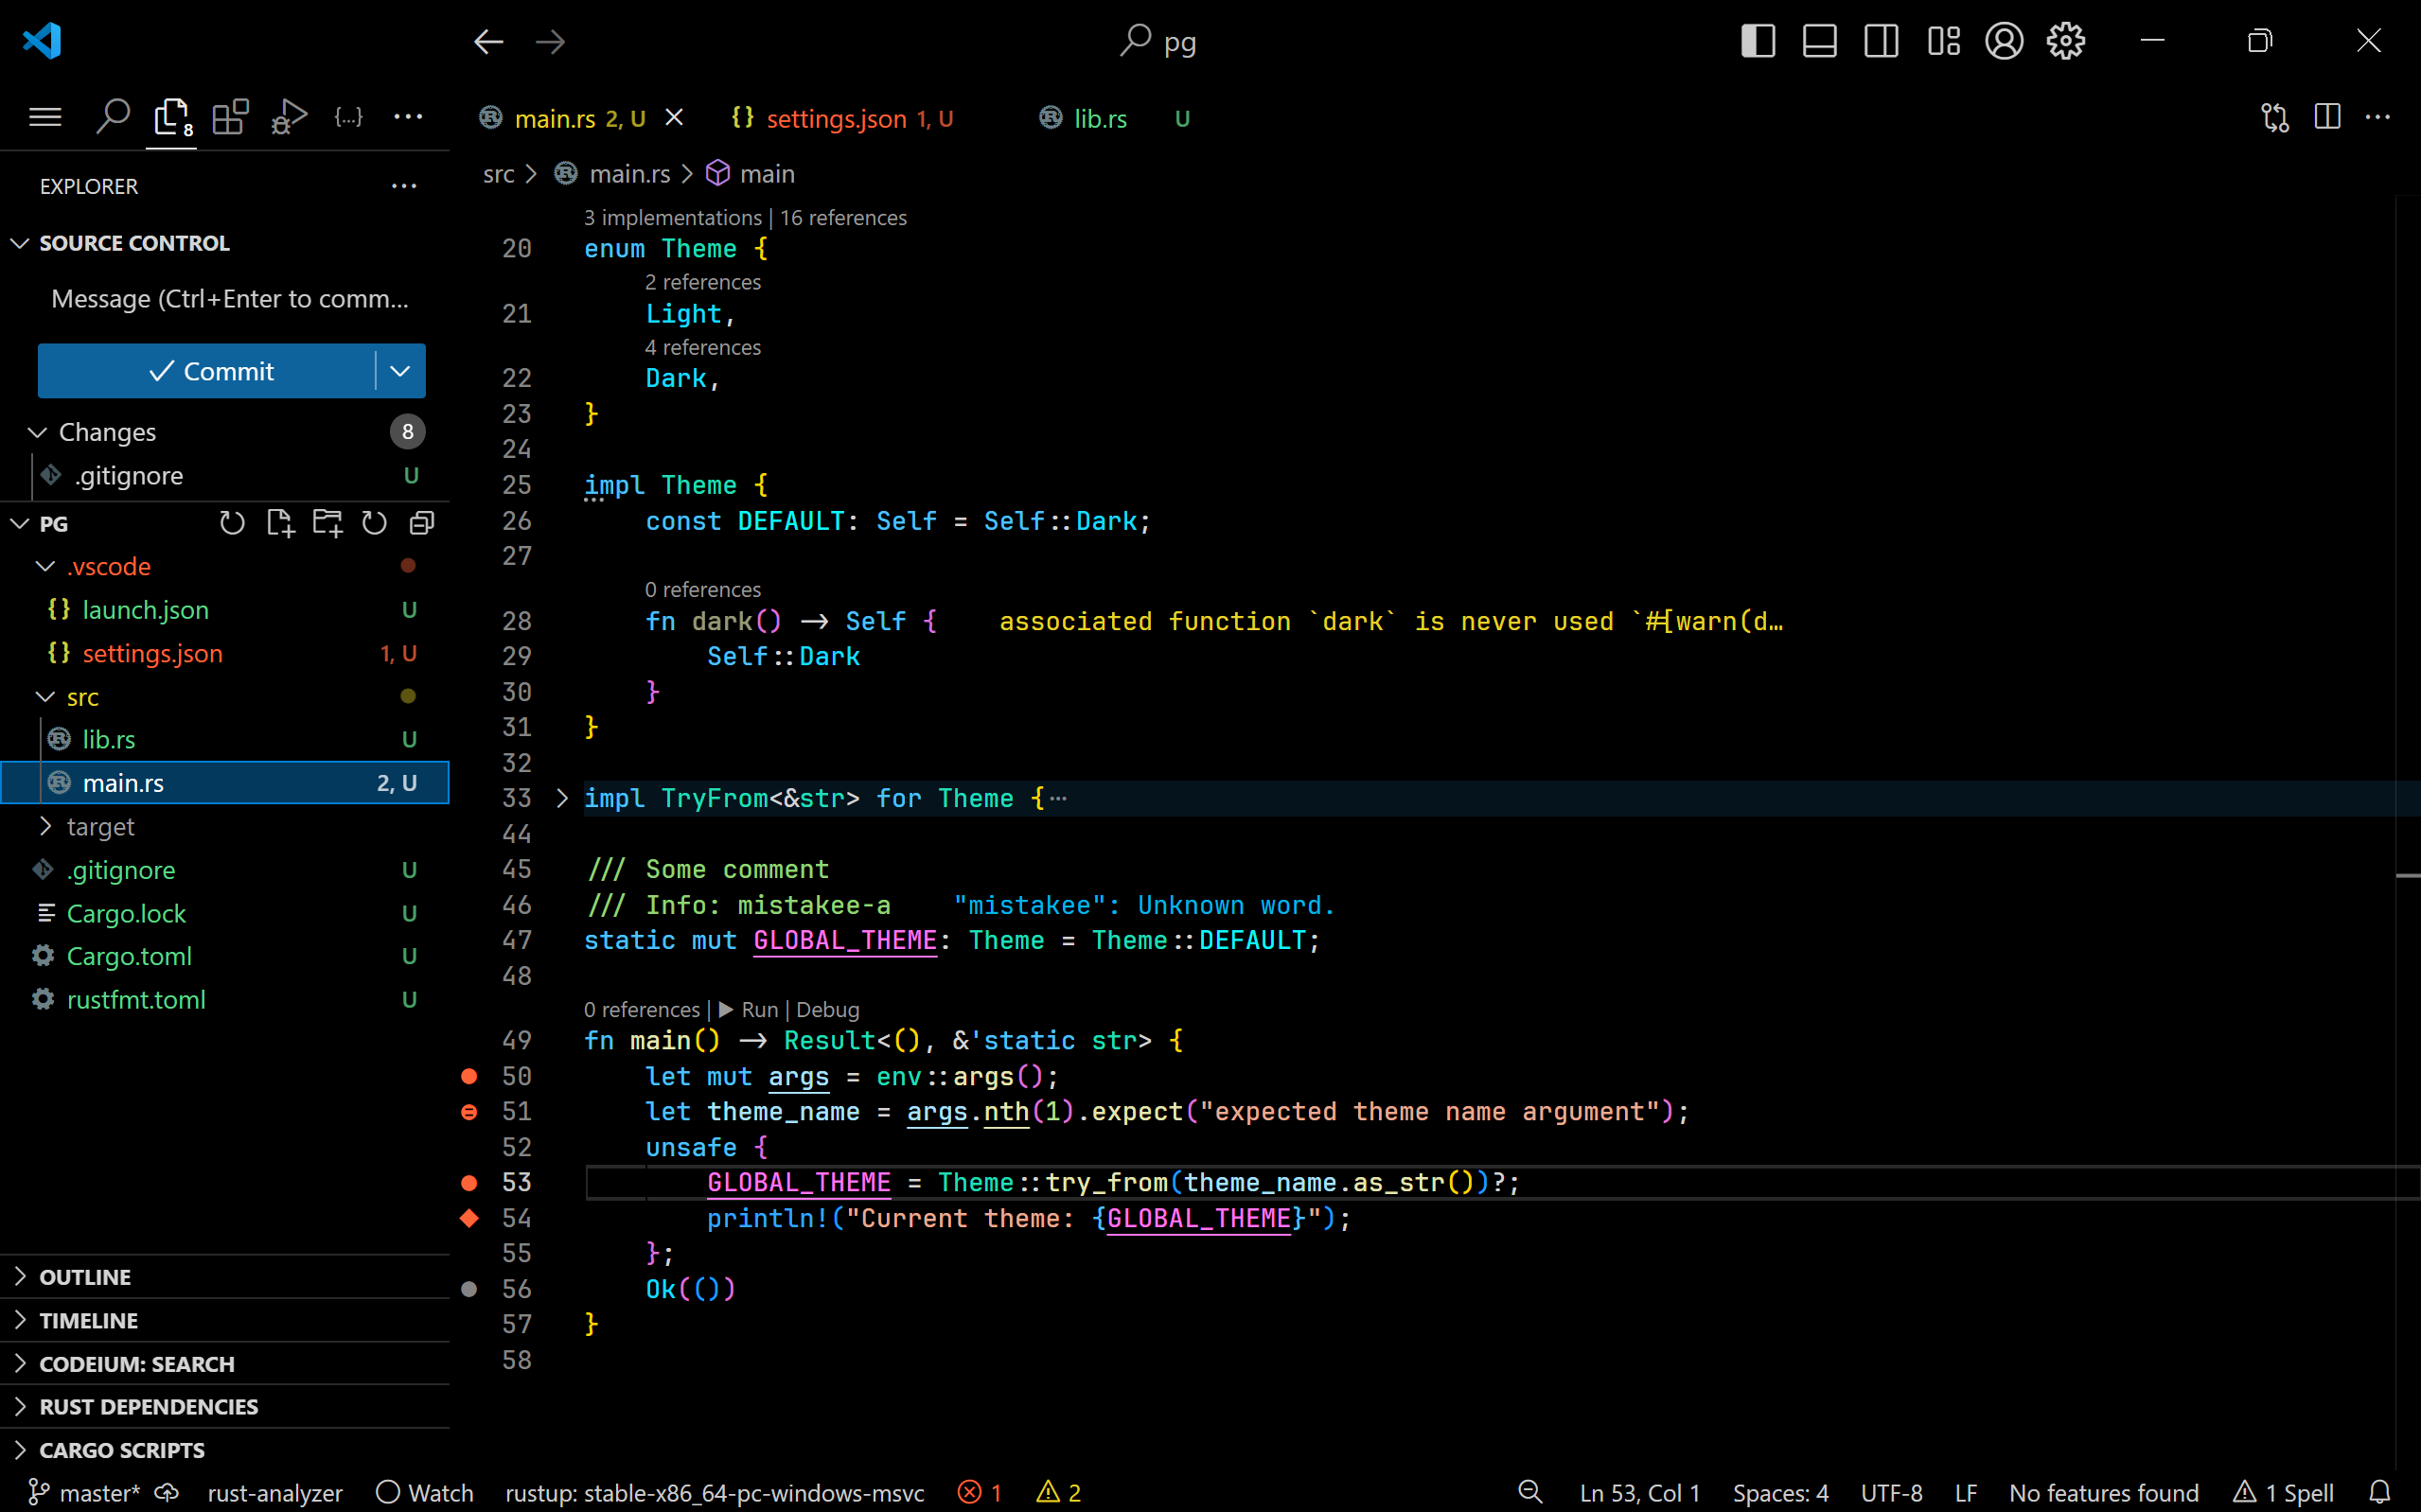 pg
8
main.rs 2, U
settings.json 1, U
lib.rs U
EXPLORER
src > main.rs > main
SOURCE CONTROL
Message (Ctrl+Enter to comm...
Commit
Changes 8
.gitignore U
PG
.vscode
launch.json U
settings.json 1, U
src
lib.rs U
main.rs 2, U
target
.gitignore U
Cargo.lock U
Cargo.toml U
rustfmt.toml U
OUTLINE
TIMELINE
CODEIUM: SEARCH
RUST DEPENDENCIES
CARGO SCRIPTS
3 implementations | 16 references
20 enum Theme {
2 references
21 Light,
4 references
22 Dark,
23 }
24
25 impl Theme {
26 const DEFAULT: Self = Self::Dark;
27
0 references
28 fn dark() -> Self { associated function `dark` is never used `#[warn(d…
29 Self::Dark
30 }
31 }
32
33 impl TryFrom<&str> for Theme {⋯
44
45 /// Some comment
46 /// Info: mistakee-a "mistakee": Unknown word.
47 static mut GLOBAL_THEME: Theme = Theme::DEFAULT;
48
0 references | ▶ Run | Debug
49 fn main() -> Result<(), &'static str> {
50 let mut args = env::args();
51 let theme_name = args.nth(1).expect("expected theme name argument");
52 unsafe {
53 GLOBAL_THEME = Theme::try_from(theme_name.as_str())?;
54 println!("Current theme: {GLOBAL_THEME}");
55 };
56 Ok(())
57 }
58
master* rust-analyzer Watch rustup: stable-x86_64-pc-windows-msvc 1 2 Ln 53, Col 1 Spaces: 4 UTF-8 LF No features found 1 Spell